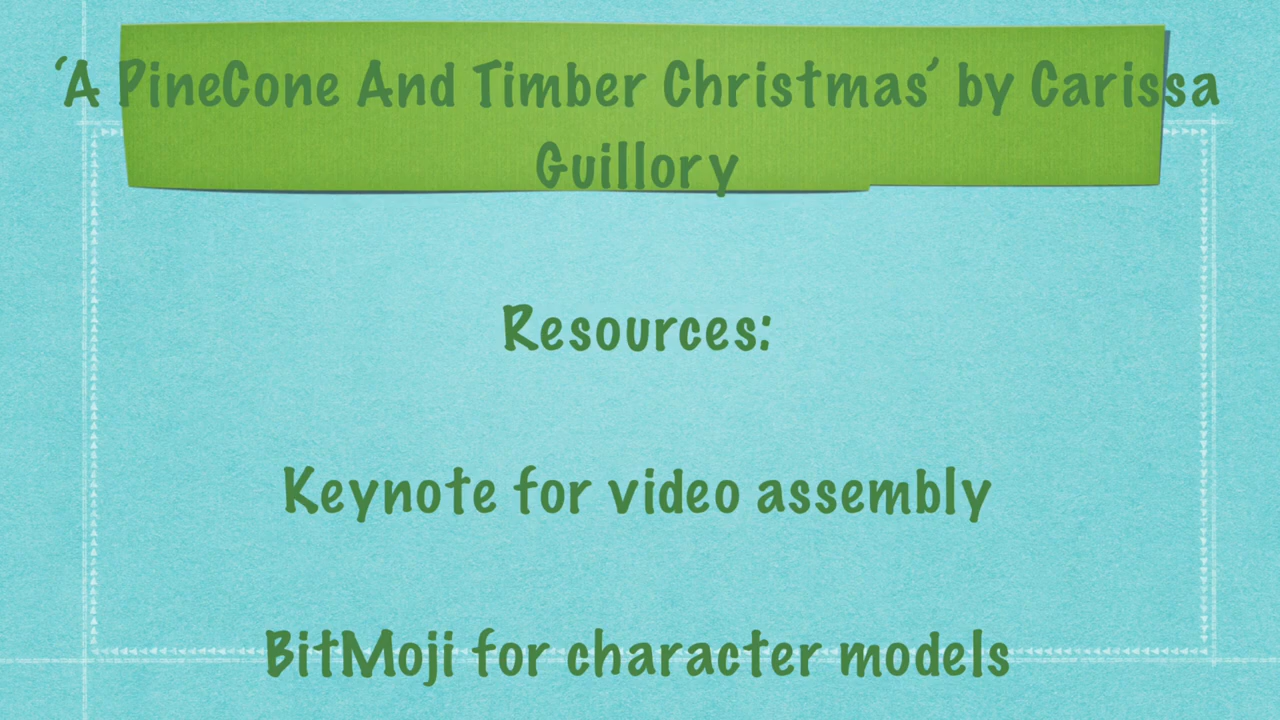 ‘A PineCone And Timber Christmas’ by Carissa
Guillory
Resources:
Keynote for video assembly
BitMoji for character models